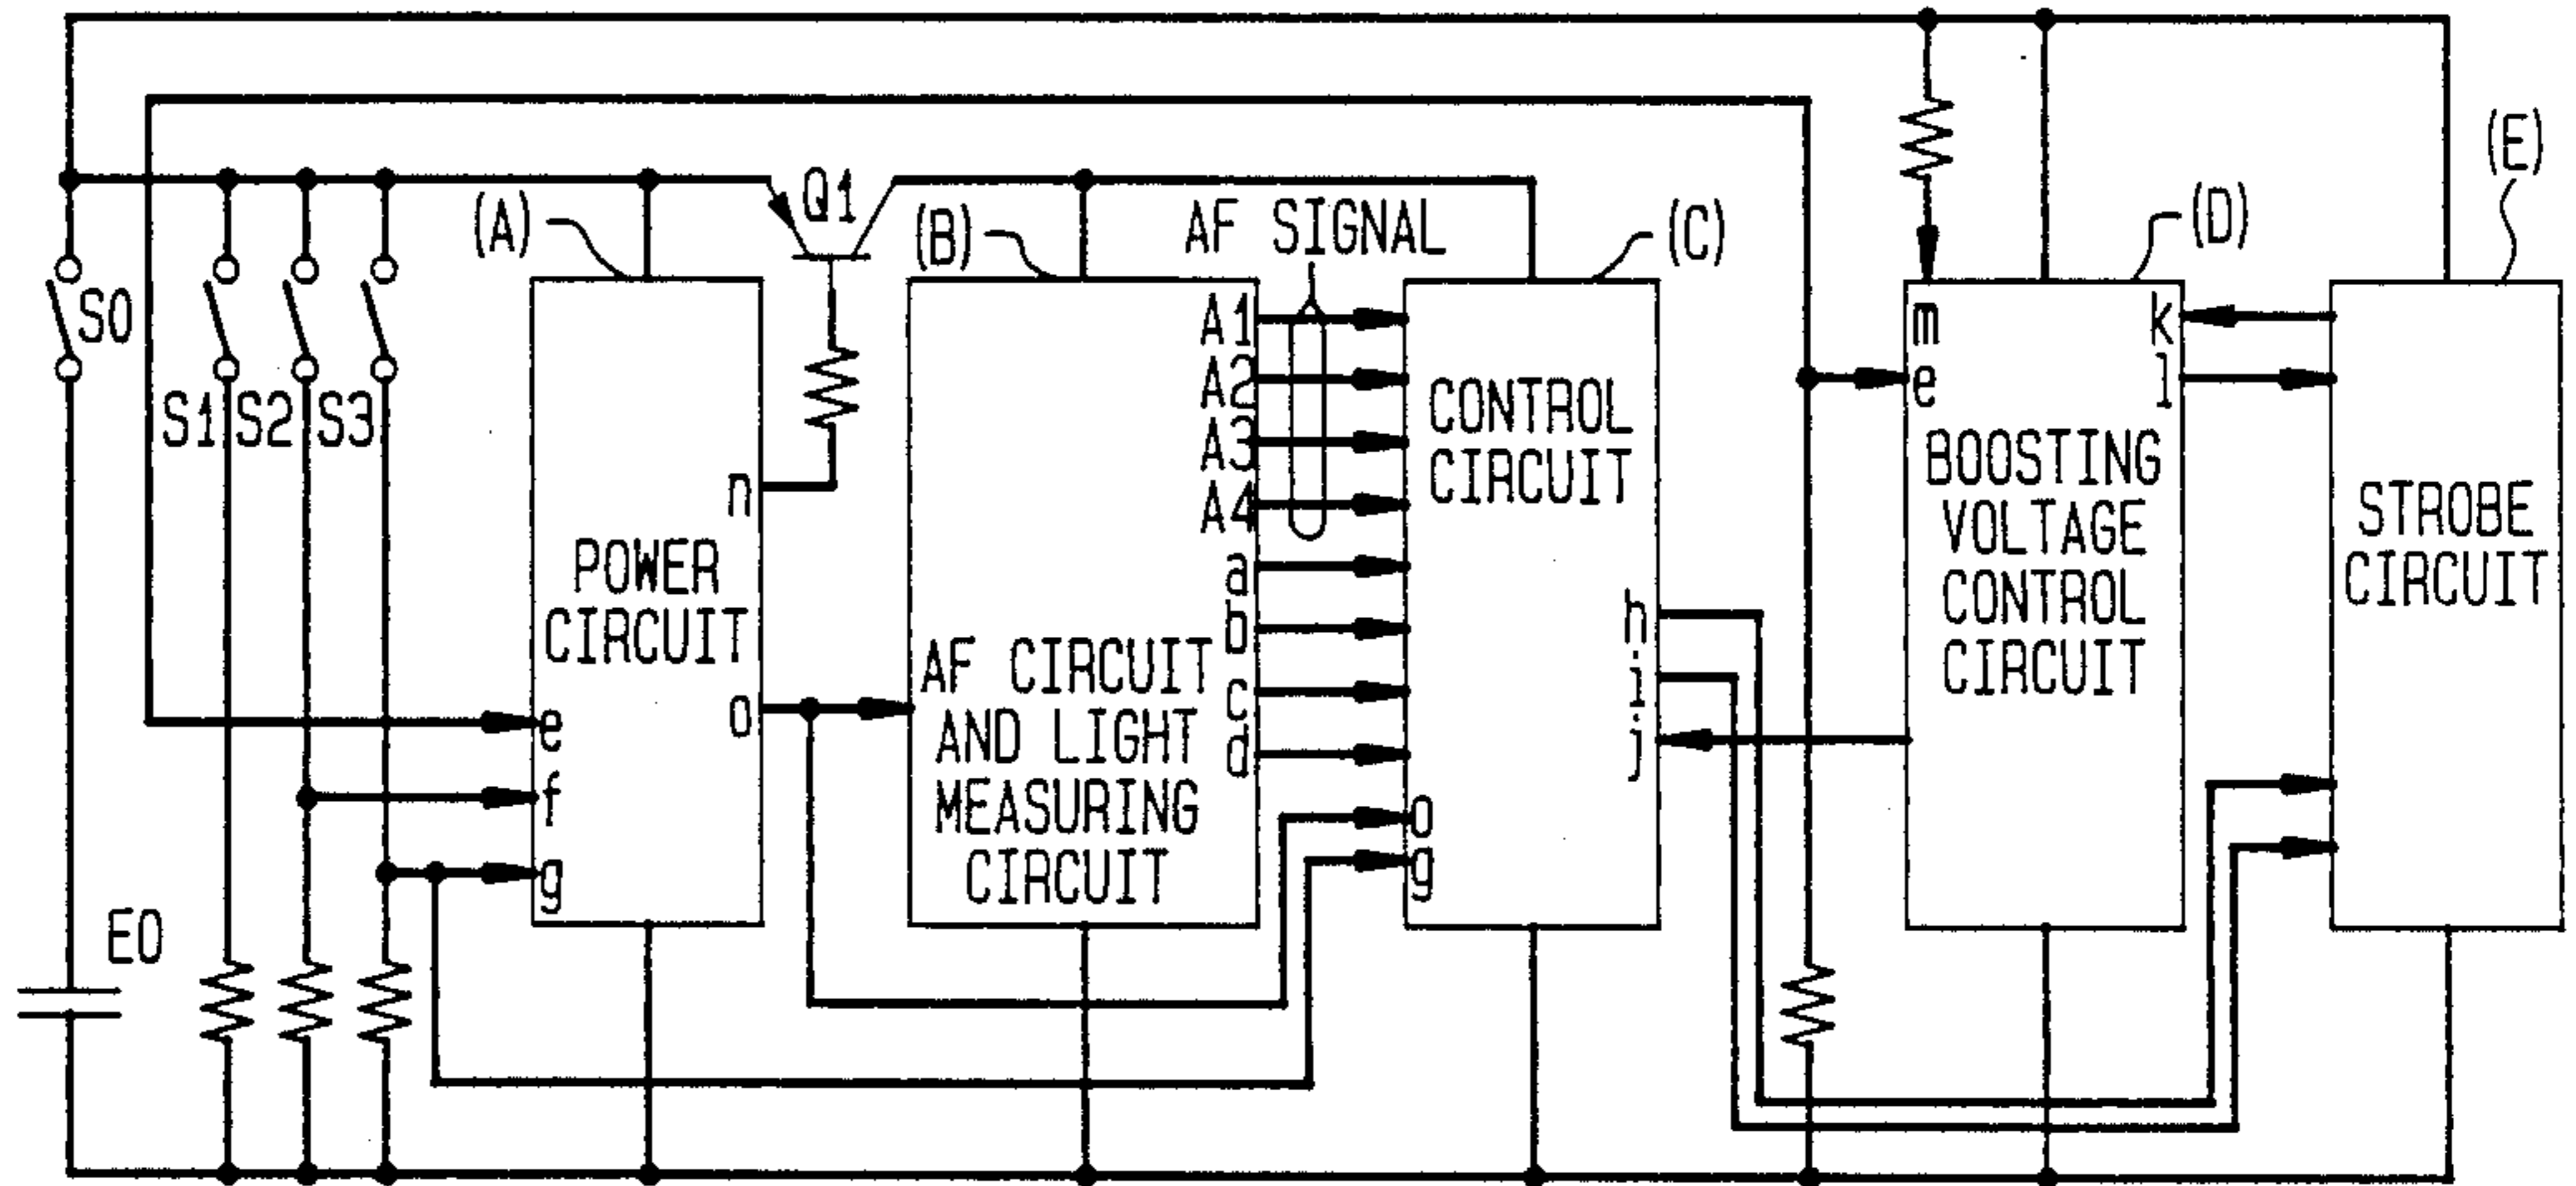 (E)
Q1
(A)
(B)
AF SIGNAL
(C)
(D)
S0
A1
m
k
A2
e
l
S1
S2
S3
CONTROL
CIRCUIT
A3
BOOSTING
VOLTAGE
CONTROL
CIRCUIT
n
A4
STROBE
CIRCUIT
POWER
CIRCUIT
a
b
h
AF CIRCUIT
AND LIGHT
MEASURING
CIRCUIT
c
i
e
o
d
j
f
o
g
g
E0